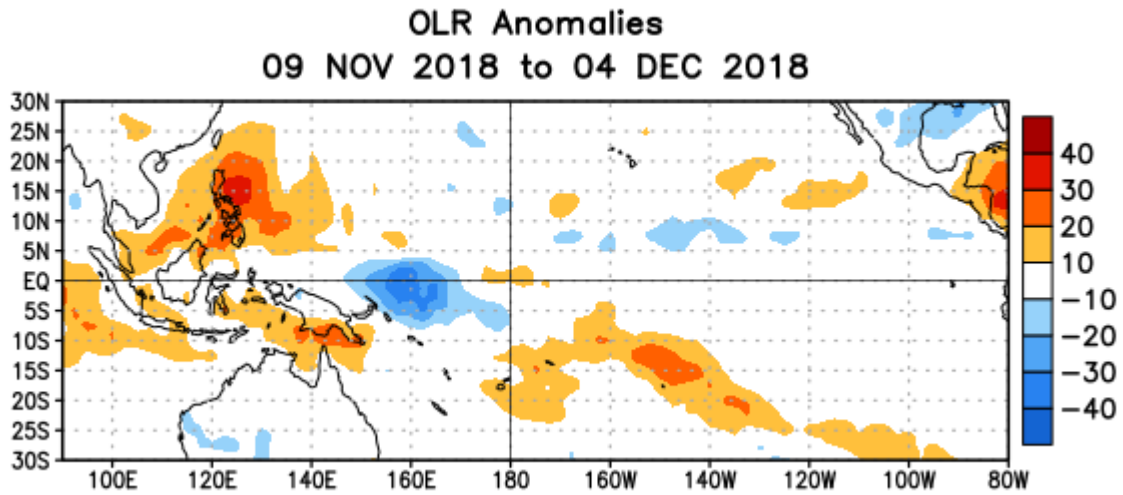 OLR Anomalies
09 NOV 2018 to 04 DEC 2018
30N
25N
20N
15N
10N
5N
EQ
5S
10S
15S
20S
25S
30S
100E 120E 140E 160E 180 160W 140W 120W 100W 80W
40
30
20
10
−10
−20
−30
−40